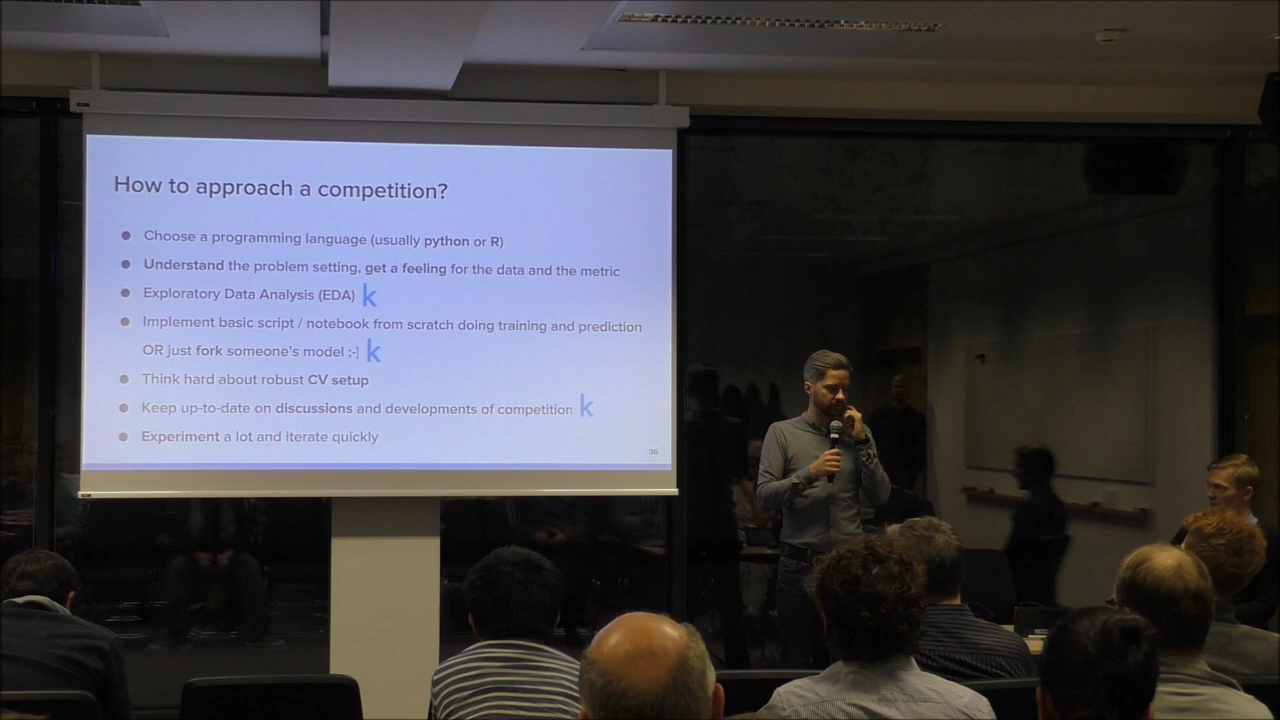 How to approach a competition?
● Choose a programming language (usually python or R)
● Understand the problem setting, get a feeling for the data and the metric
● Exploratory Data Analysis (EDA) k
● Implement basic script / notebook from scratch doing training and prediction
OR just fork someone's model ;-] k
● Think hard about robust CV setup
● Keep up-to-date on discussions and developments of competition k
● Experiment a lot and iterate quickly
36